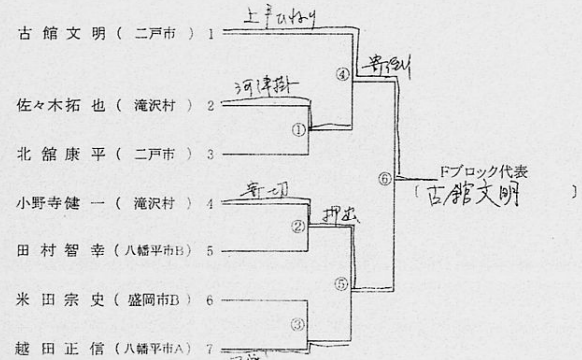 上手ひねり
古舘文明（二戸市）1
④ 寄切り
佐々木拓也（滝沢村）2 河津掛
①
北舘康平（二戸市）3
⑥ Fブロック代表
（古舘文明）
小野寺健一（滝沢村）4 寄切
② 押出
田村智幸（八幡平市B）5
⑤
米田宗史（盛岡市B）6
③
越田正信（八幡平市A）7